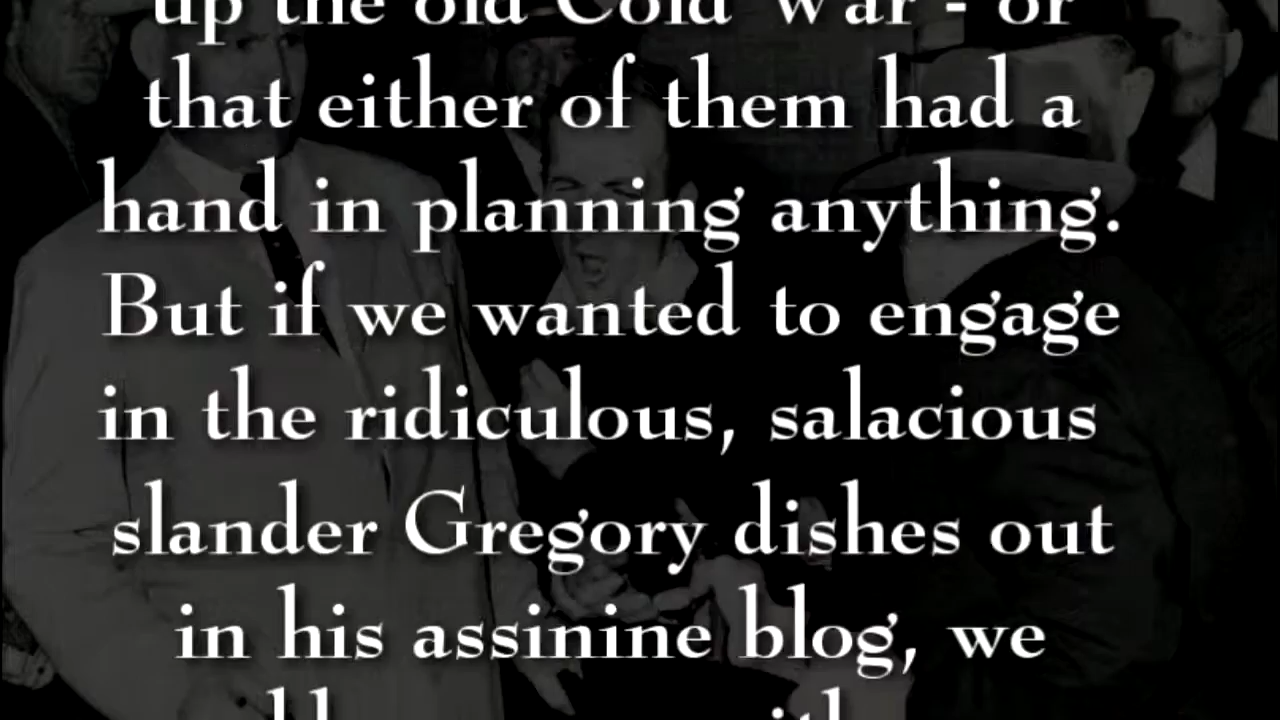 up the old Cold War - or
that either of them had a
hand in planning anything.
But if we wanted to engage
in the ridiculous, salacious
slander Gregory dishes out
in his assinine blog, we